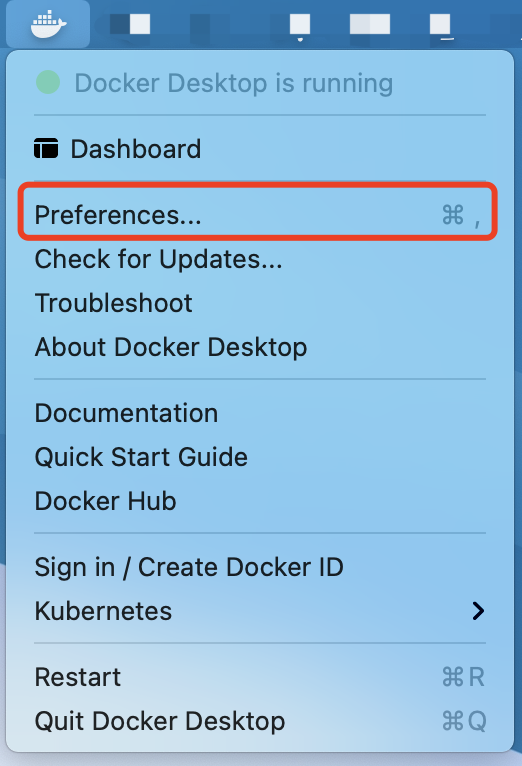 Docker Desktop is running
Dashboard
Preferences... ⌘ ,
Check for Updates...
Troubleshoot
About Docker Desktop
Documentation
Quick Start Guide
Docker Hub
Sign in / Create Docker ID
Kubernetes
Restart ⌘R
Quit Docker Desktop ⌘Q